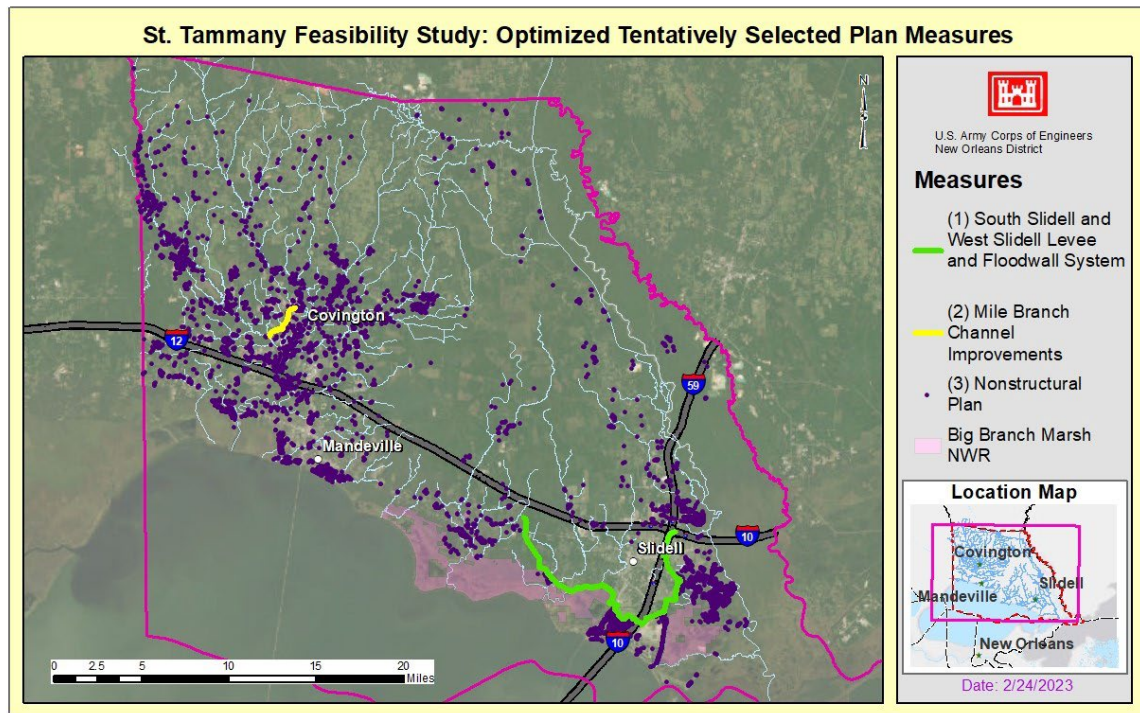 St. Tammany Feasibility Study: Optimized Tentatively Selected Plan Measures
N
Covington
12
59
Mandeville
10
Slidell
10
0 2.5 5 10 15 20
Miles
U.S. Army Corps of Engineers
New Orleans District
Measures
(1) South Slidell and
West Slidell Levee
and Floodwall System
(2) Mile Branch
Channel
Improvements
(3) Nonstructural
Plan
Big Branch Marsh
NWR
Location Map
Covington
Slidell
Mandeville
New Orleans
Date: 2/24/2023